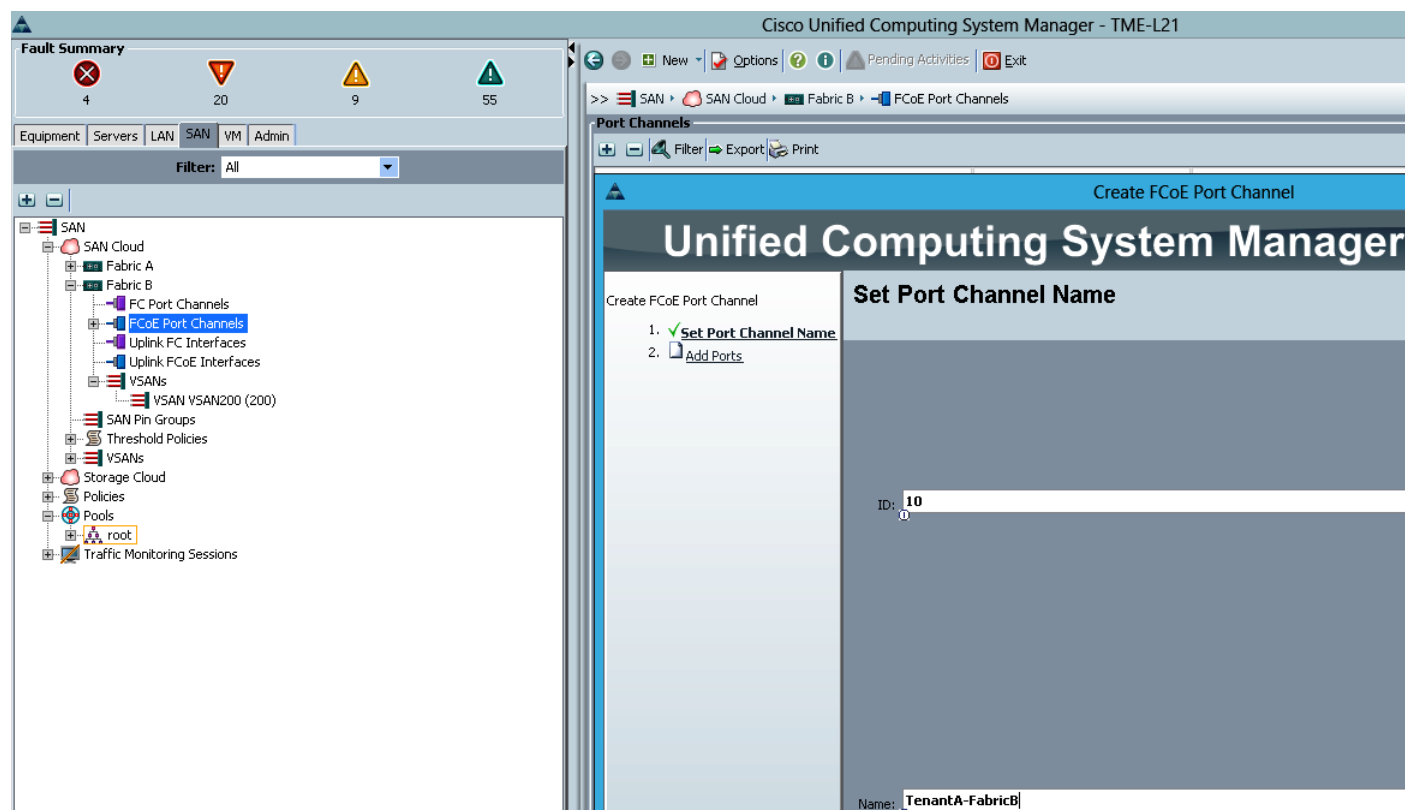 Cisco Unified Computing System Manager - TME-L21
Fault Summary
4 20 9 55
Equipment Servers LAN SAN VM Admin
Filter: All
SAN
SAN Cloud
Fabric A
Fabric B
FC Port Channels
FCoE Port Channels
Uplink FC Interfaces
Uplink FCoE Interfaces
VSANs
VSAN VSAN200 (200)
SAN Pin Groups
Threshold Policies
VSANs
Storage Cloud
Policies
Pools
root
Traffic Monitoring Sessions
New Options Pending Activities Exit
>> SAN SAN Cloud Fabric B FCoE Port Channels
Port Channels
Filter Export Print
Create FCoE Port Channel
Unified Computing System Manager
Create FCoE Port Channel
1. Set Port Channel Name
2. Add Ports
Set Port Channel Name
ID: 10
Name: TenantA-FabricB